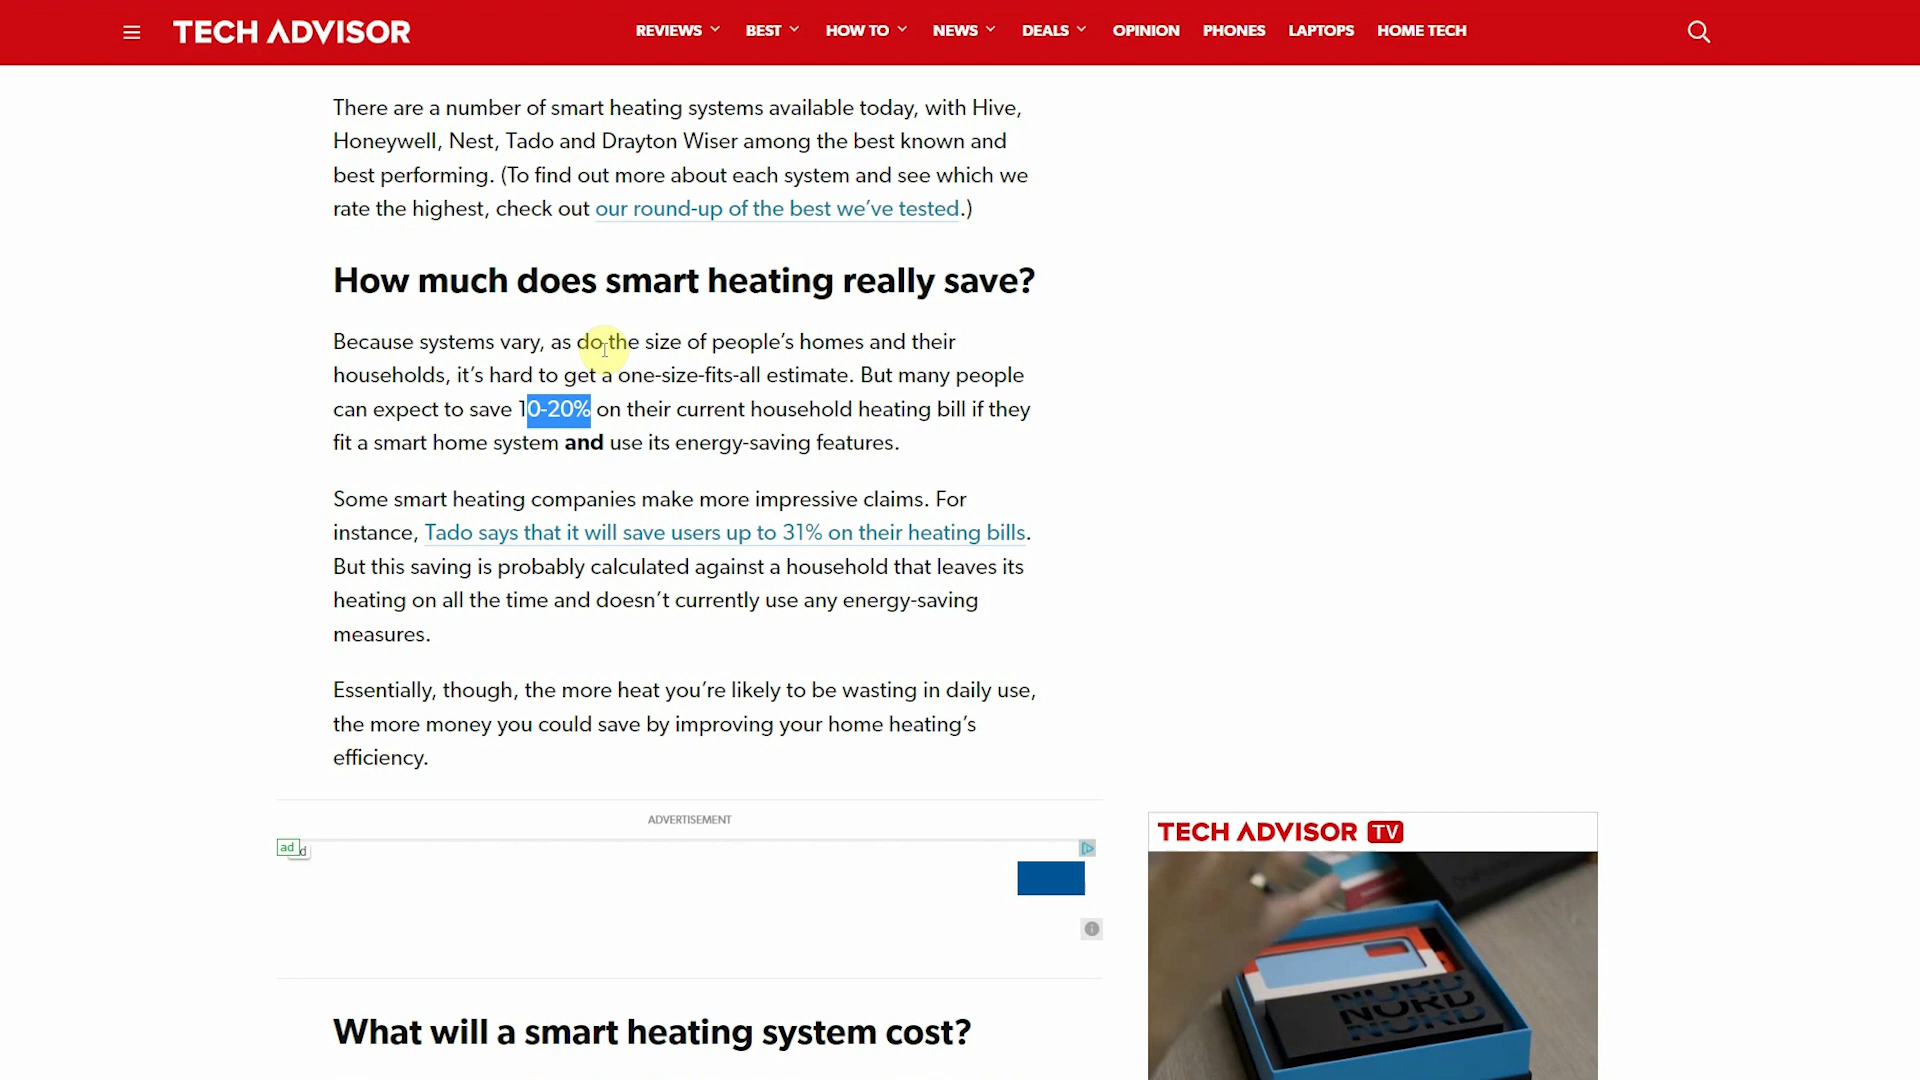 TECH ADVISOR
REVIEWS BEST HOW TO NEWS DEALS OPINION PHONES LAPTOPS HOME TECH
There are a number of smart heating systems available today, with Hive,
Honeywell, Nest, Tado and Drayton Wiser among the best known and
best performing. (To find out more about each system and see which we
rate the highest, check out our round-up of the best we’ve tested.)
How much does smart heating really save?
Because systems vary, as do the size of people’s homes and their
households, it’s hard to get a one-size-fits-all estimate. But many people
can expect to save 10-20% on their current household heating bill if they
fit a smart home system and use its energy-saving features.
Some smart heating companies make more impressive claims. For
instance, Tado says that it will save users up to 31% on their heating bills.
But this saving is probably calculated against a household that leaves its
heating on all the time and doesn’t currently use any energy-saving
measures.
Essentially, though, the more heat you’re likely to be wasting in daily use,
the more money you could save by improving your home heating’s
efficiency.
ADVERTISEMENT
ad
TECH ADVISOR TV
NORD
NORD
NORD
What will a smart heating system cost?